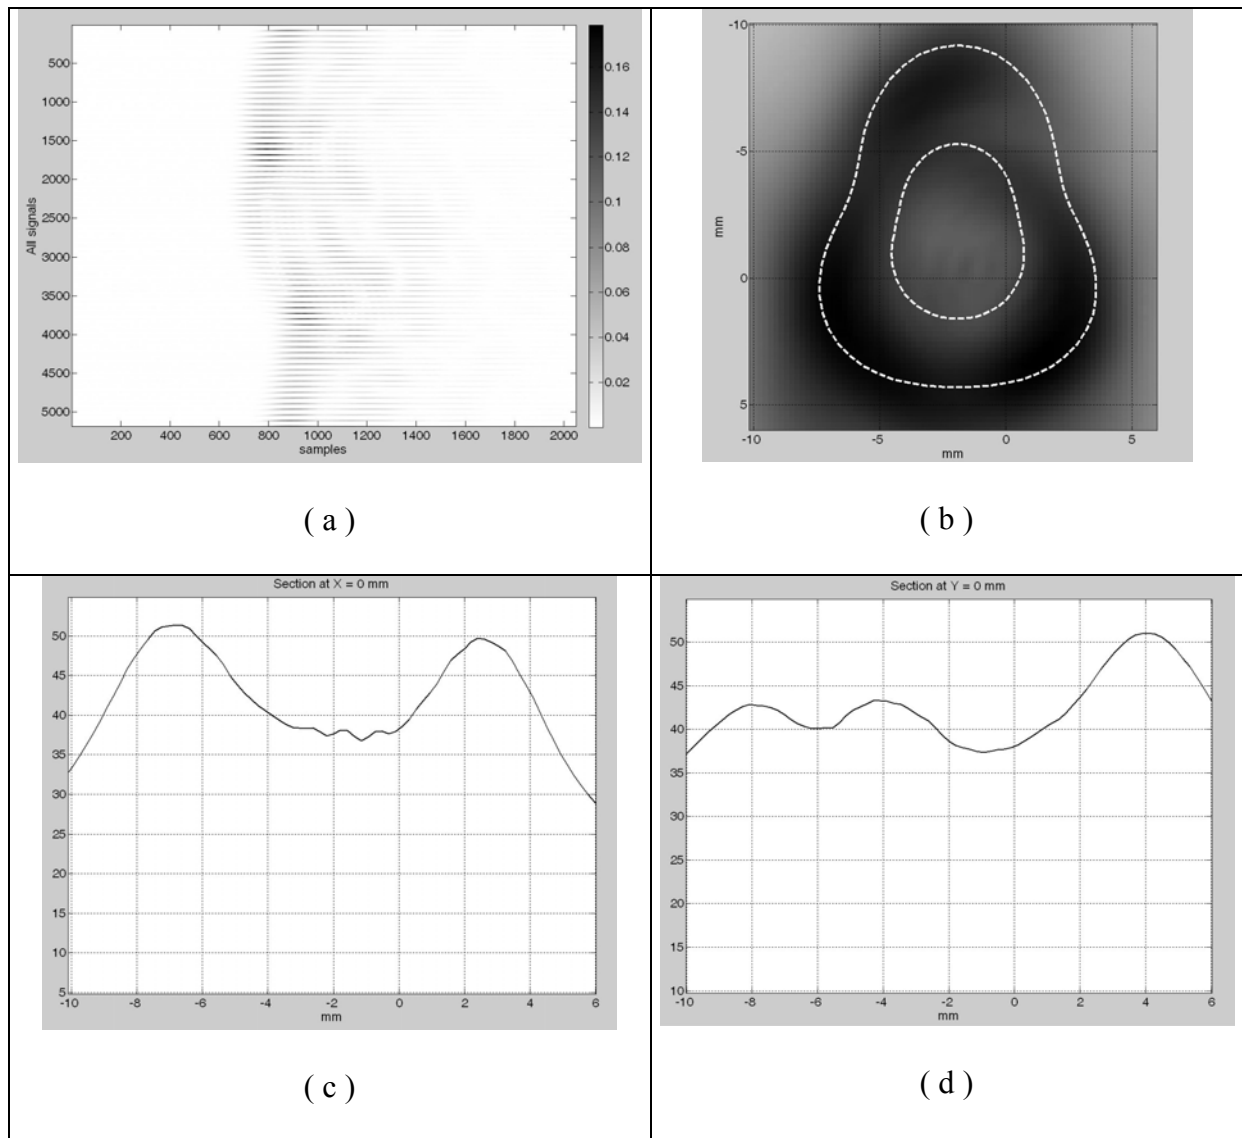 500
1000
1500
2000
2500
3000
3500
4000
4500
5000
All signals
200 400 600 800 1000 1200 1400 1600 1800 2000
samples
0.16
0.14
0.12
0.1
0.08
0.06
0.04
0.02
( a )
-10
-5
0
5
mm
-10 -5 0 5
mm
( b )
Section at X = 0 mm
50
45
40
35
30
25
20
15
10
5
-10 -8 -6 -4 -2 0 2 4 6
mm
( c )
Section at Y = 0 mm
50
45
40
35
30
25
20
15
10
-10 -8 -6 -4 -2 0 2 4 6
mm
( d )